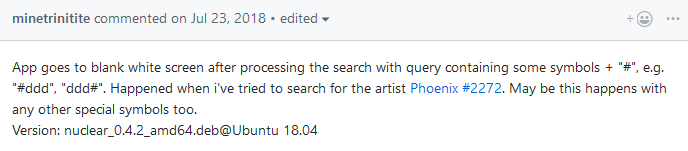 minetrinitite commented on Jul 23, 2018 • edited
App goes to blank white screen after processing the search with query containing some symbols + "#", e.g.
"#ddd", "ddd#". Happened when i've tried to search for the artist Phoenix #2272. May be this happens with
any other special symbols too.
Version: nuclear_0.4.2_amd64.deb@Ubuntu 18.04